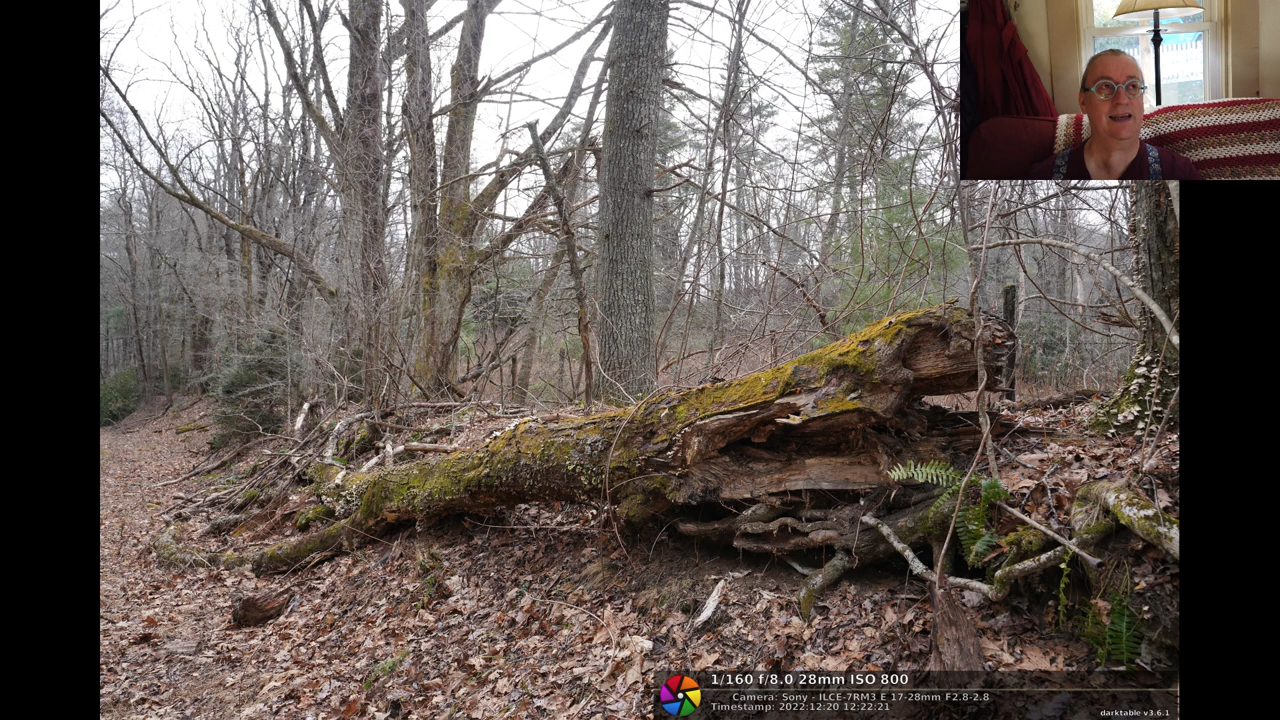 1/160 f/8.0 28mm ISO 800
Camera: Sony - ILCE-7RM3 E 17-28mm F2.8-2.8
Timestamp: 2022:12:20 12:22:21
darktable v3.6.1